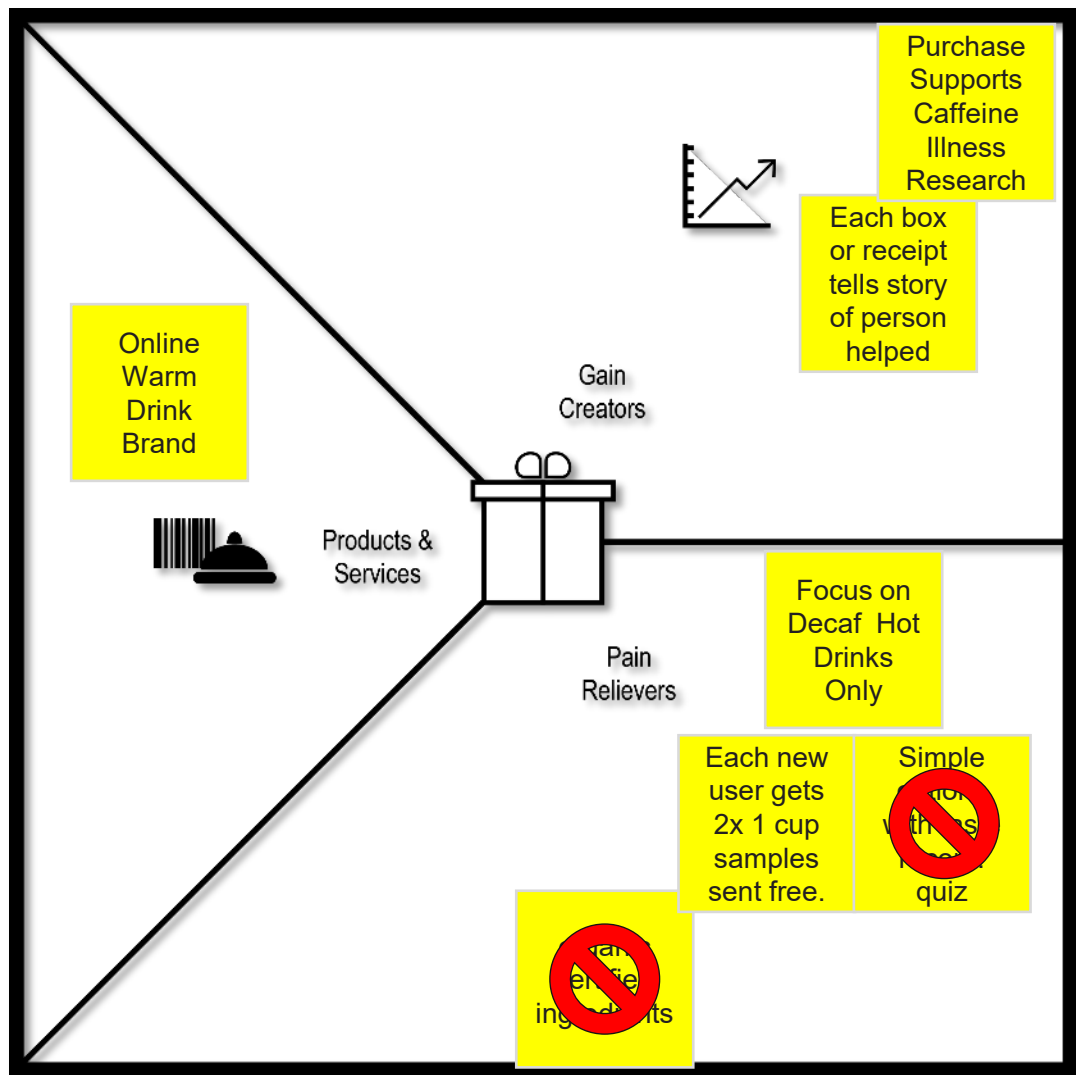 Purchase
Supports
Caffeine
Illness
Research
Each box
or receipt
tells story
of person
helped
Online
Warm
Drink
Brand
Gain
Creators
Products &
Services
Pain
Relievers
Focus on
Decaf Hot
Drinks
Only
Each new
user gets
2x 1 cup
samples
sent free.
Simple
quiz
ingredients